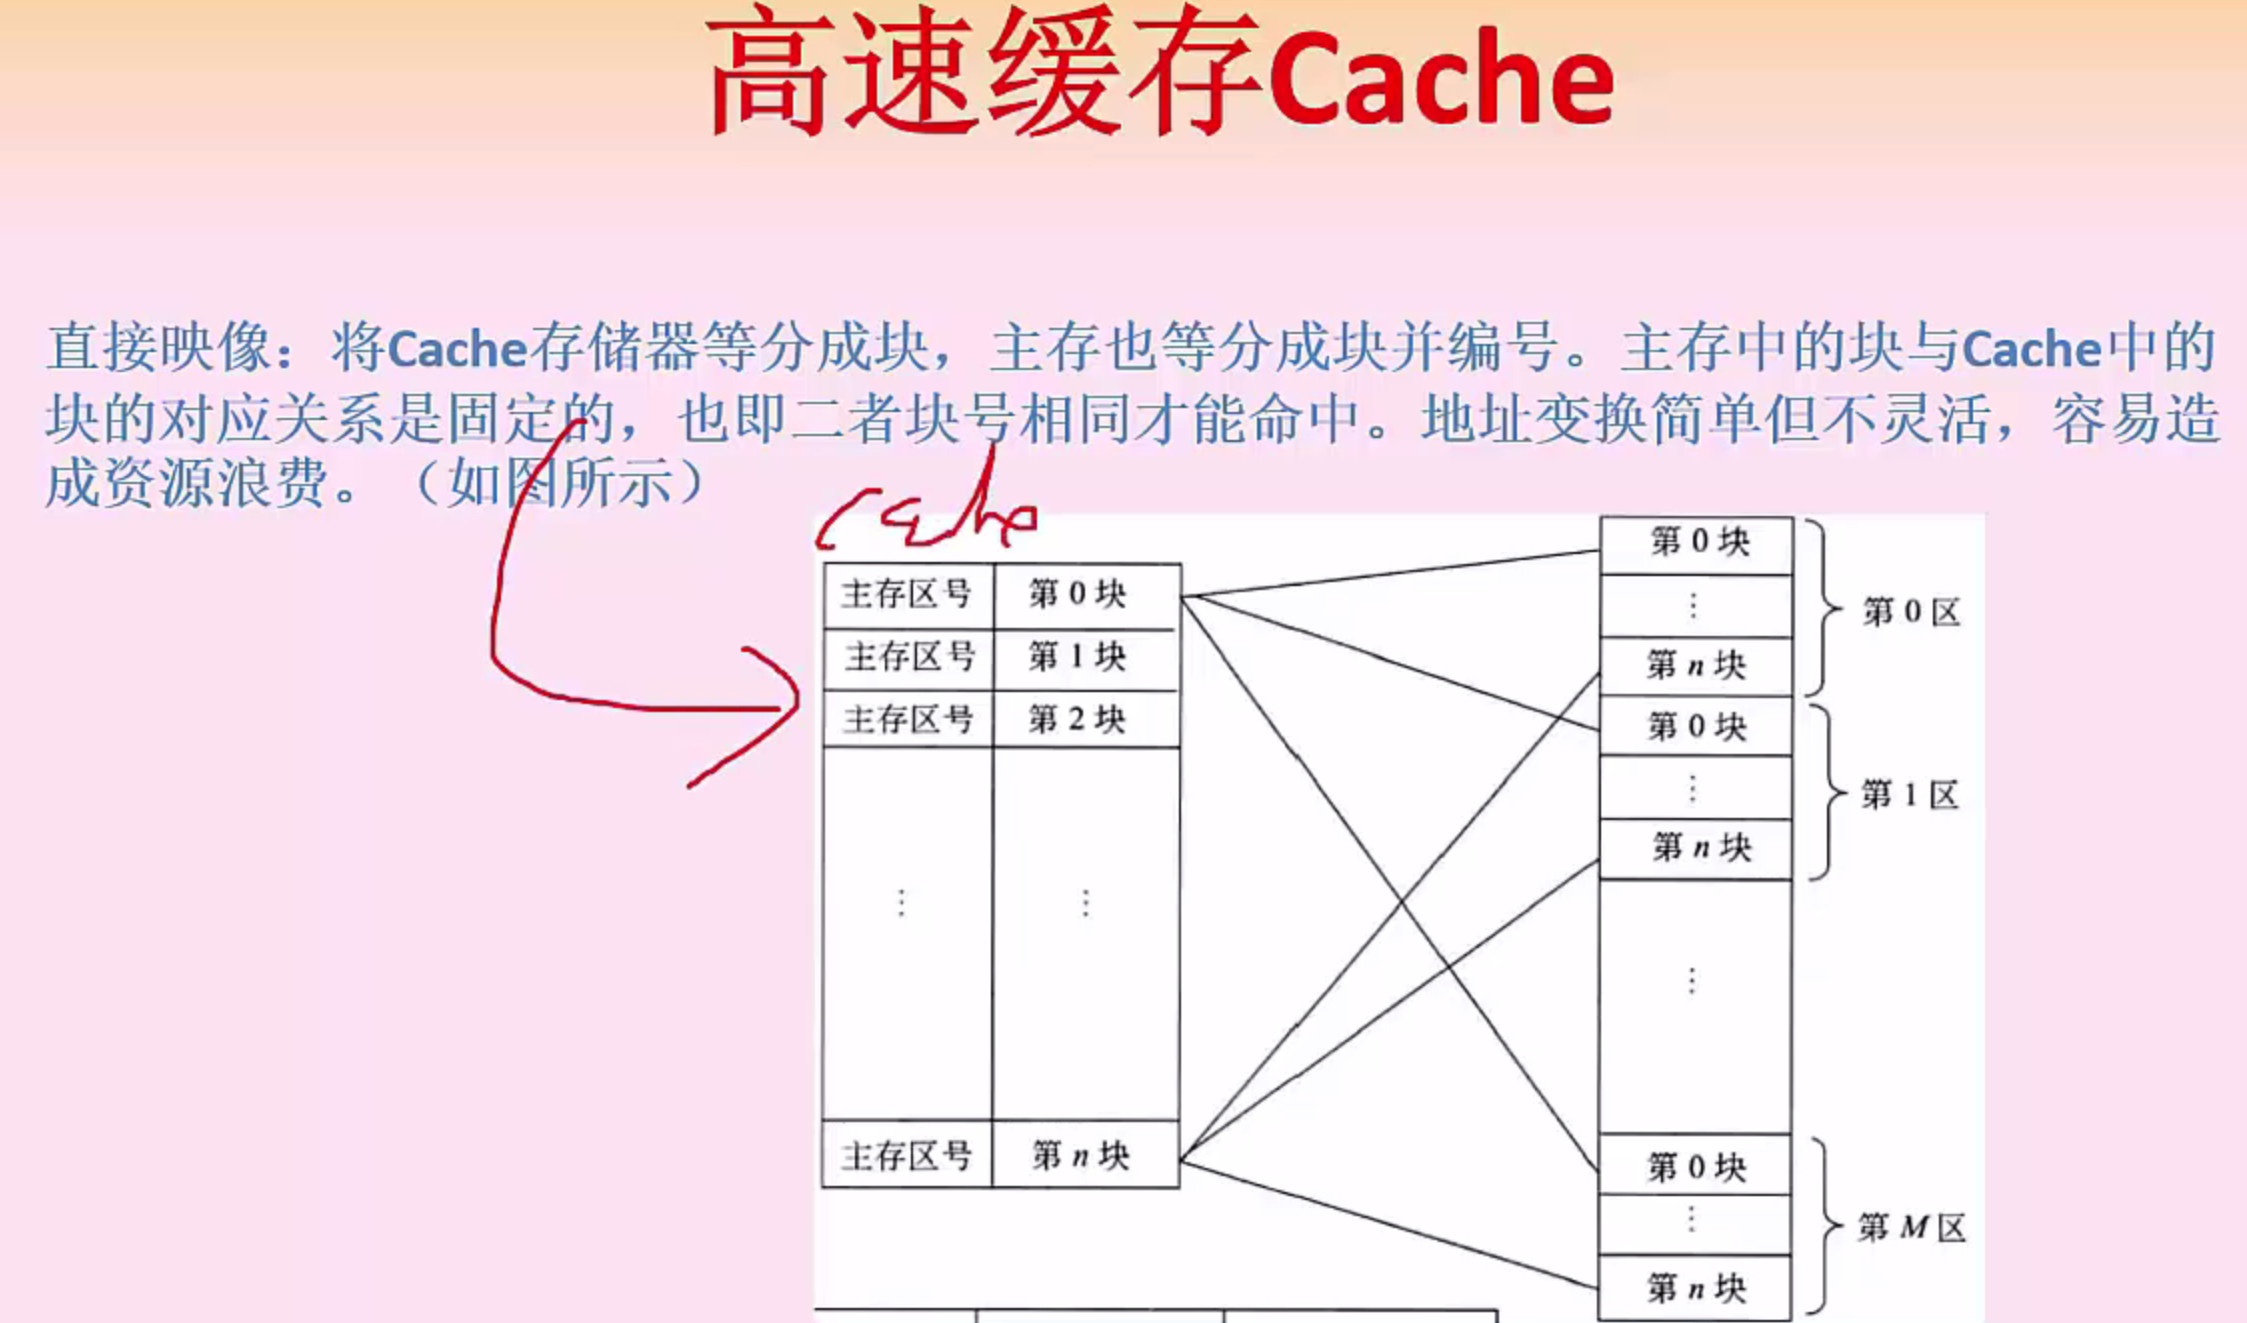 高速缓存Cache
直接映像：将Cache存储器等分成块，主存也等分成块并编号。主存中的块与Cache中的
块的对应关系是固定的，也即二者块号相同才能命中。地址变换简单但不灵活，容易造
成资源浪费。（如图所示）
Cache
主存区号 第 0 块
主存区号 第 1 块
主存区号 第 2 块
⋮ ⋮
主存区号 第 n 块
第 0 块
⋮
第 n 块
第 0 区
第 0 块
⋮
第 n 块
第 1 区
⋮
第 0 块
⋮
第 n 块
第 M 区